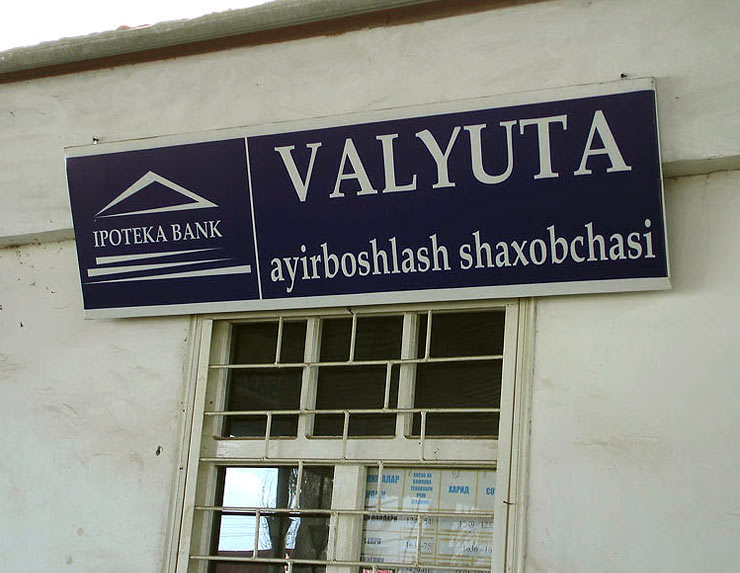 IPOTEKA BANK
VALYUTA
ayirboshlash shaxobchasi
ХАРИД